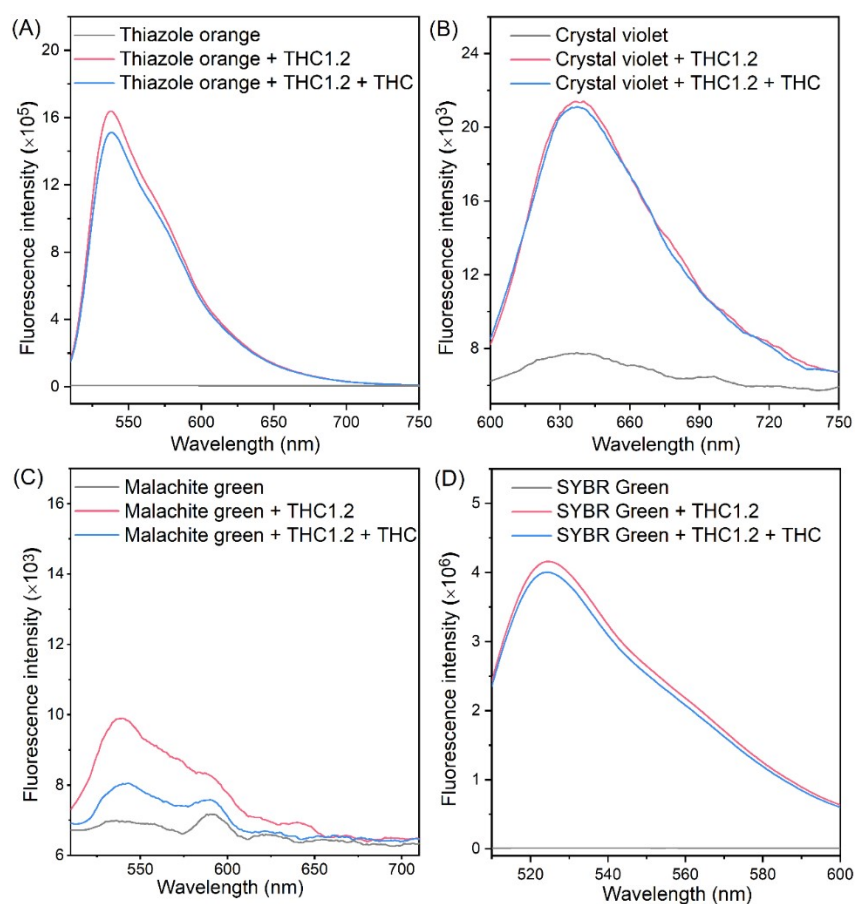 (A)
Thiazole orange
Thiazole orange + THC1.2
Thiazole orange + THC1.2 + THC
Fluorescence intensity (×10⁵)
20
16
12
8
4
0
550 600 650 700 750
Wavelength (nm)
(B)
Crystal violet
Crystal violet + THC1.2
Crystal violet + THC1.2 + THC
Fluorescence intensity (×10³)
24
20
16
12
8
600 630 660 690 720 750
Wavelength (nm)
(C)
Malachite green
Malachite green + THC1.2
Malachite green + THC1.2 + THC
Fluorescence intensity (×10³)
16
14
12
10
8
6
550 600 650 700
Wavelength (nm)
(D)
SYBR Green
SYBR Green + THC1.2
SYBR Green + THC1.2 + THC
Fluorescence intensity (×10⁶)
5
4
3
2
1
0
520 540 560 580 600
Wavelength (nm)